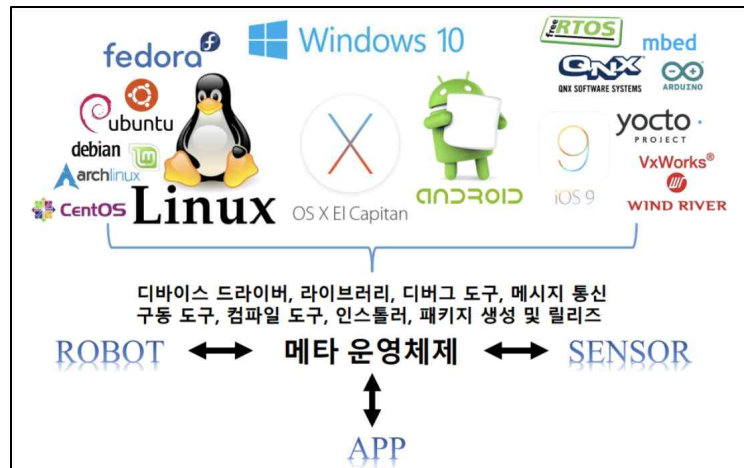 fedora
Windows 10
freeRTOS
mbed
QNX
QNX SOFTWARE SYSTEMS
ARDUINO
ubuntu
debian
archlinux
CentOS
Linux
OS X El Capitan
ANDROID
9
iOS 9
yocto
PROJECT
VxWorks®
WIND RIVER
디바이스 드라이버, 라이브러리, 디버그 도구, 메시지 통신
구동 도구, 컴파일 도구, 인스톨러, 패키지 생성 및 릴리즈
ROBOT 메타 운영체제 SENSOR
APP